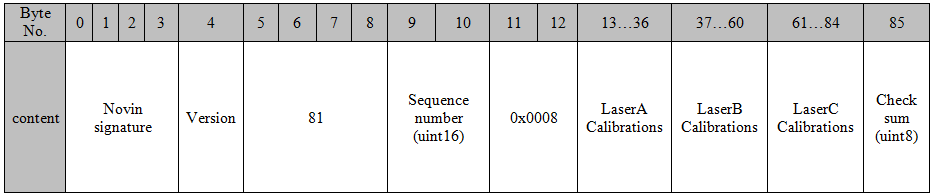 Byte No. 0 1 2 3 4 5 6 7 8 9 10 11 12 13…36 37…60 61…84 85
content Novin signature Version 81 Sequence number (uint16) 0x0008 LaserA Calibrations LaserB Calibrations LaserC Calibrations Check sum (uint8)